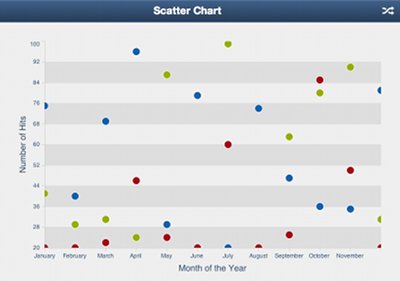 Scatter Chart
Number of Hits
100
92
84
76
68
60
52
44
36
28
20
January February March April May June July August September October November
Month of the Year